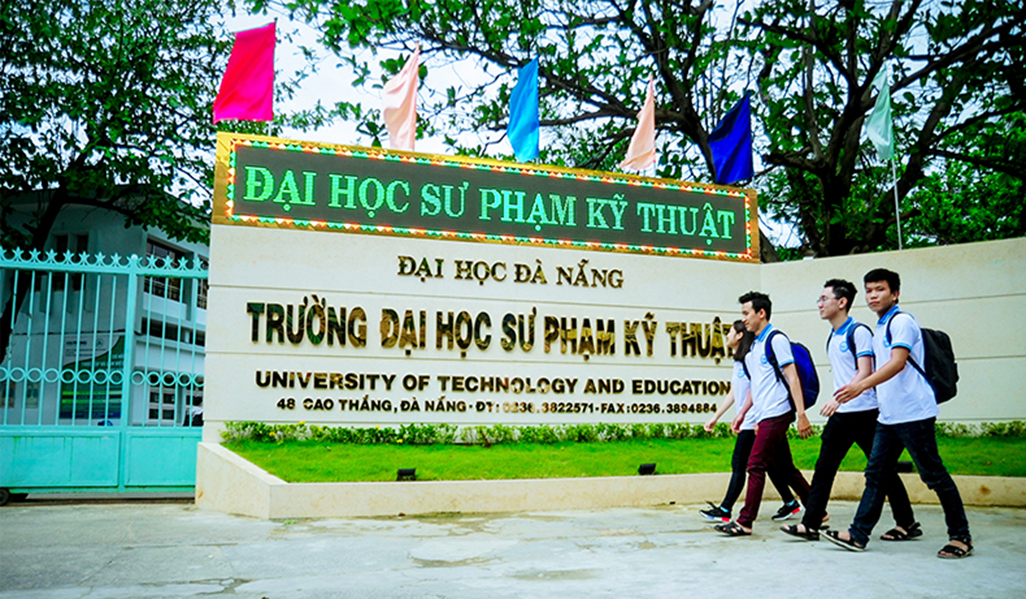 ĐẠI HỌC SƯ PHẠM KỸ THUẬT
ĐẠI HỌC ĐÀ NẴNG
TRƯỜNG ĐẠI HỌC SƯ PHẠM KỸ THUẬT
UNIVERSITY OF TECHNOLOGY AND EDUCATION
48 CAO THẮNG, ĐÀ NẴNG - ĐT: 0236.3822571 - FAX: 0236.3894884